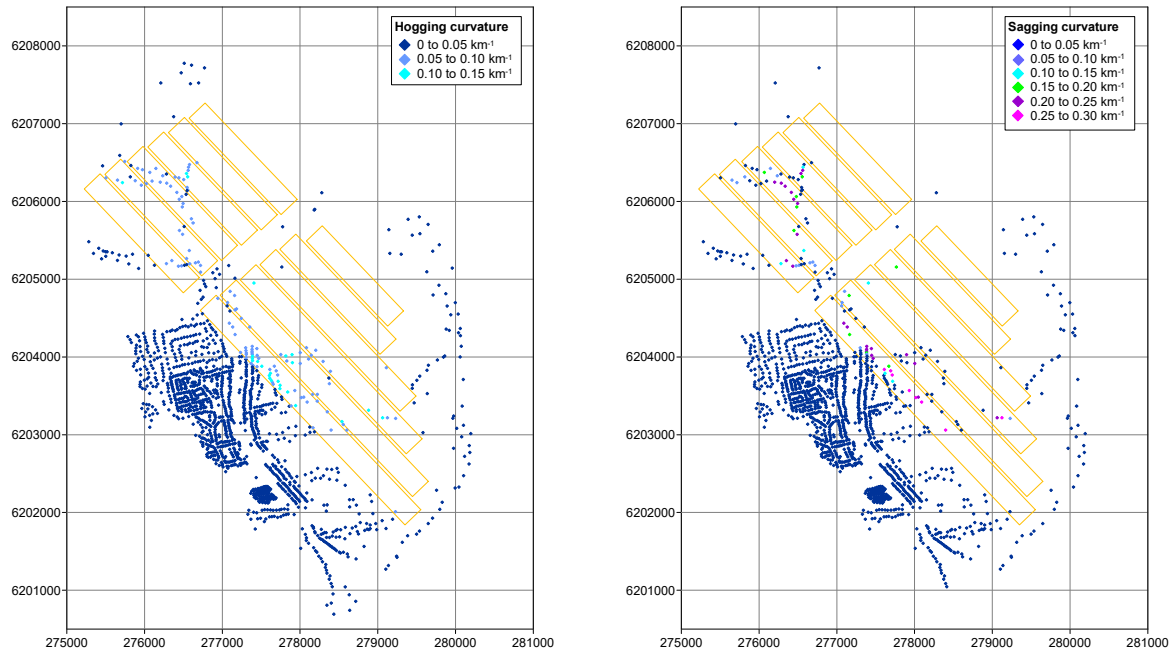 Hogging curvature
0 to 0.05 km⁻¹
0.05 to 0.10 km⁻¹
0.10 to 0.15 km⁻¹
6208000
6207000
6206000
6205000
6204000
6203000
6202000
6201000
275000 276000 277000 278000 279000 280000 281000
Sagging curvature
0 to 0.05 km⁻¹
0.05 to 0.10 km⁻¹
0.10 to 0.15 km⁻¹
0.15 to 0.20 km⁻¹
0.20 to 0.25 km⁻¹
0.25 to 0.30 km⁻¹
6208000
6207000
6206000
6205000
6204000
6203000
6202000
6201000
275000 276000 277000 278000 279000 280000 281000